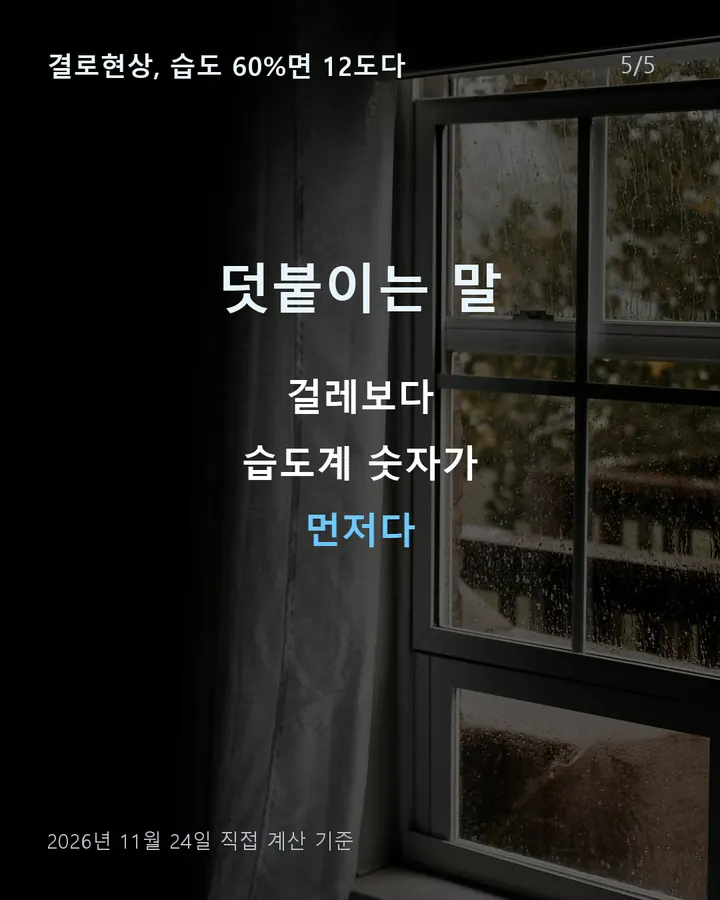 결로현상, 습도 60%면 12도다
5/5
덧붙이는 말
걸레보다
습도계 숫자가
먼저다
2026년 11월 24일 직접 계산 기준